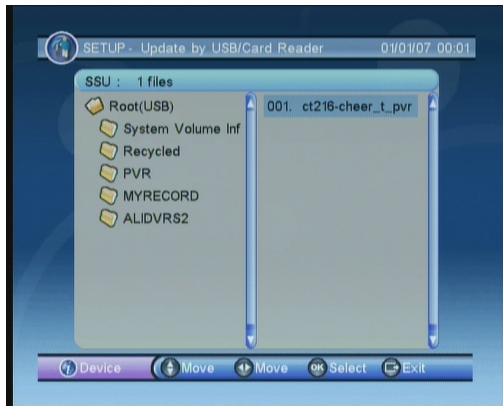 SETUP - Update by USB/Card Reader 01/01/07 00:01
SSU : 1 files
Root(USB)
System Volume Inf
Recycled
PVR
MYRECORD
ALIDVRS2
001. ct216-cheer_t_pvr
Device Move Move OK Select Exit